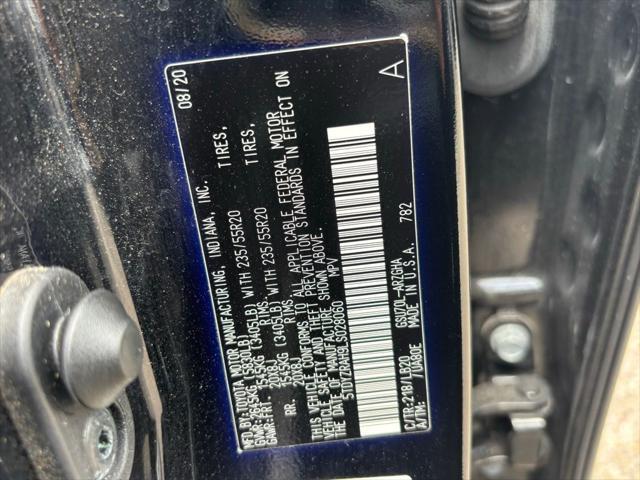 MFD.BY: TOYOTA MOTOR MANUFACTURING, INDIANA, INC. 08/20
GVWR: 2645KG (5830LB)
GAWR: FRT. 1545KG (3405LB) WITH 235/55R20 TIRES,
20X8J RIMS,
RR. 1545KG (3405LB) WITH 235/55R20 TIRES,
20X8J RIMS,
THIS VEHICLE CONFORMS TO ALL APPLICABLE FEDERAL MOTOR
VEHICLE SAFETY AND THEFT PREVENTION STANDARDS IN EFFECT ON
THE DATE OF MANUFACTURE SHOWN ABOVE.
5TDYZRAH9LS028060 MPV
A
C/TR: 218/LB20 GSU70L-ARZGHA
A/TM: /UA80E MADE IN U.S.A. 782